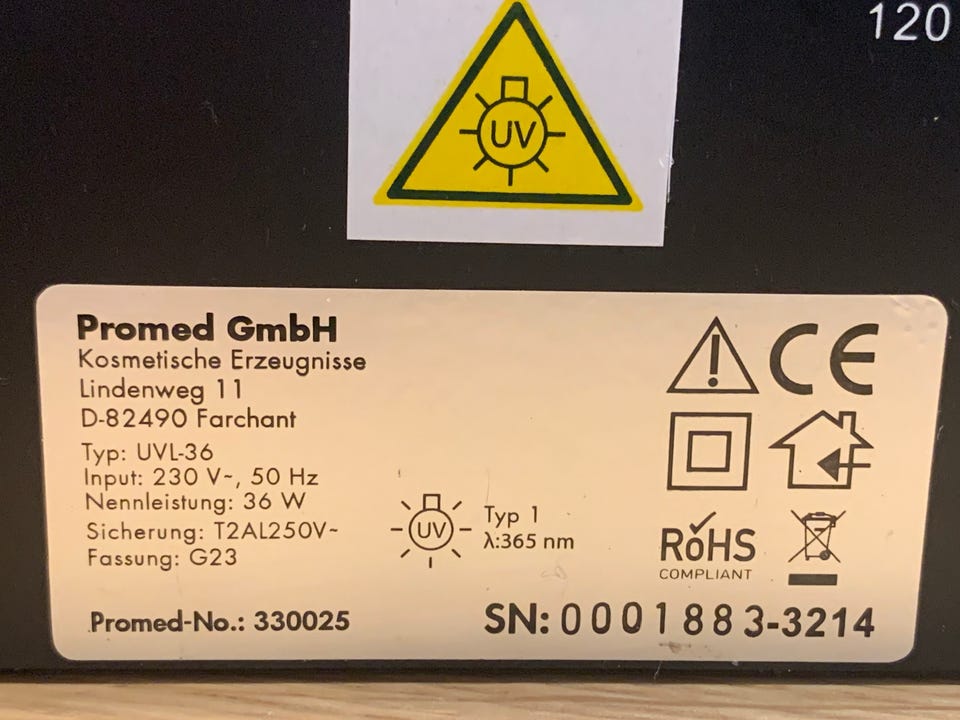 120
UV
Promed GmbH
Kosmetische Erzeugnisse
Lindenweg 11
D-82490 Farchant
Typ: UVL-36
Input: 230 V~, 50 Hz
Nennleistung: 36 W
Sicherung: T2AL250V~
Fassung: G23
UV
Typ 1
λ:365 nm
CE
RoHS
COMPLIANT
Promed-No.: 330025
SN: 0001883-3214